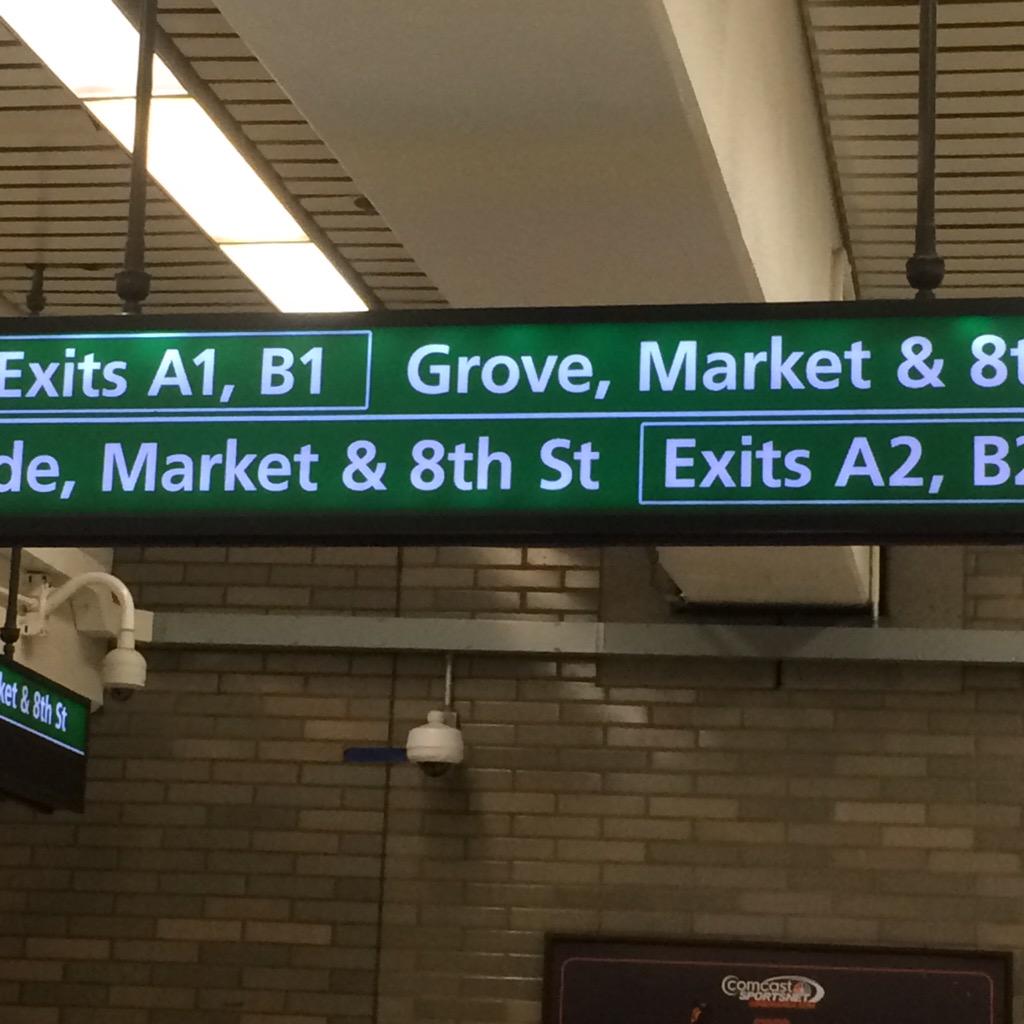 Exits A1, B1 Grove, Market & 8t
de, Market & 8th St Exits A2, B2
ket & 8th St
comcast
SPORTSNET